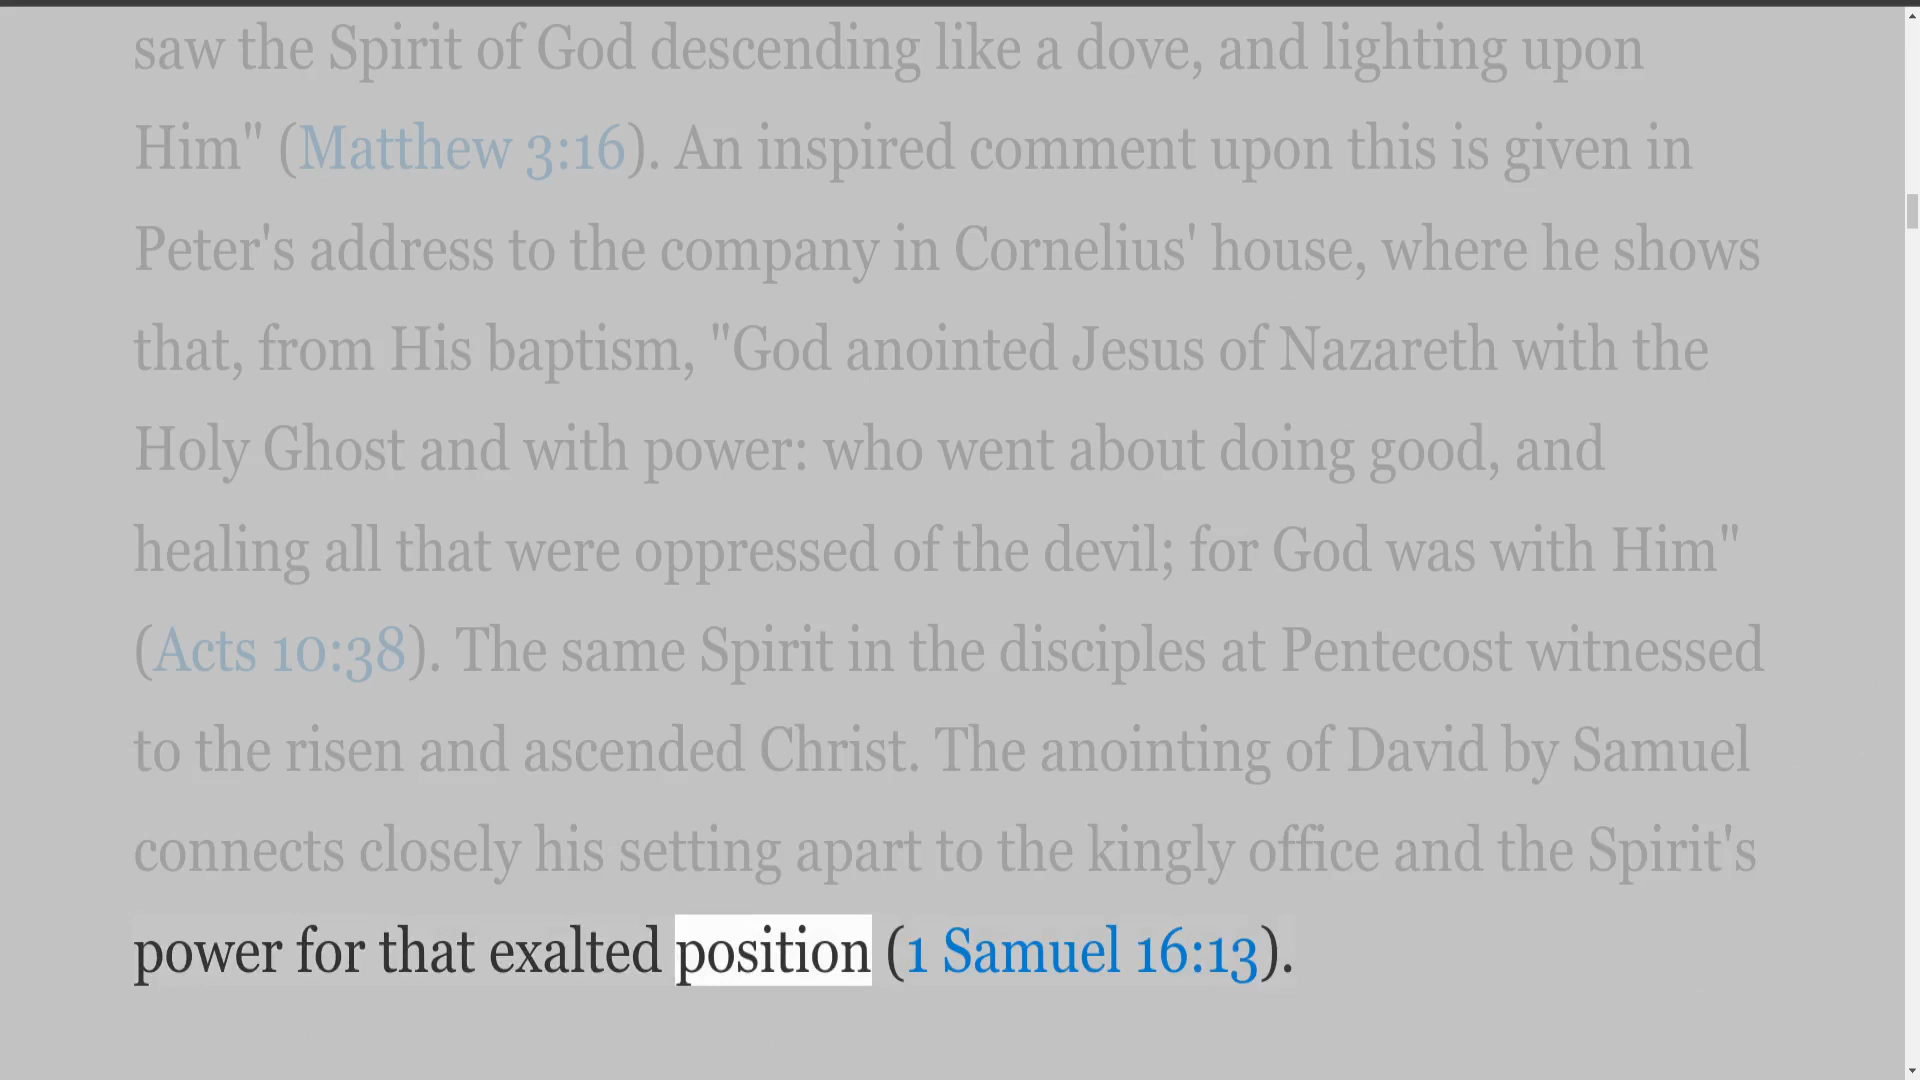 saw the Spirit of God descending like a dove, and lighting upon
Him" (Matthew 3:16). An inspired comment upon this is given in
Peter's address to the company in Cornelius' house, where he shows
that, from His baptism, "God anointed Jesus of Nazareth with the
Holy Ghost and with power: who went about doing good, and
healing all that were oppressed of the devil; for God was with Him"
(Acts 10:38). The same Spirit in the disciples at Pentecost witnessed
to the risen and ascended Christ. The anointing of David by Samuel
connects closely his setting apart to the kingly office and the Spirit's
power for that exalted position (1 Samuel 16:13).